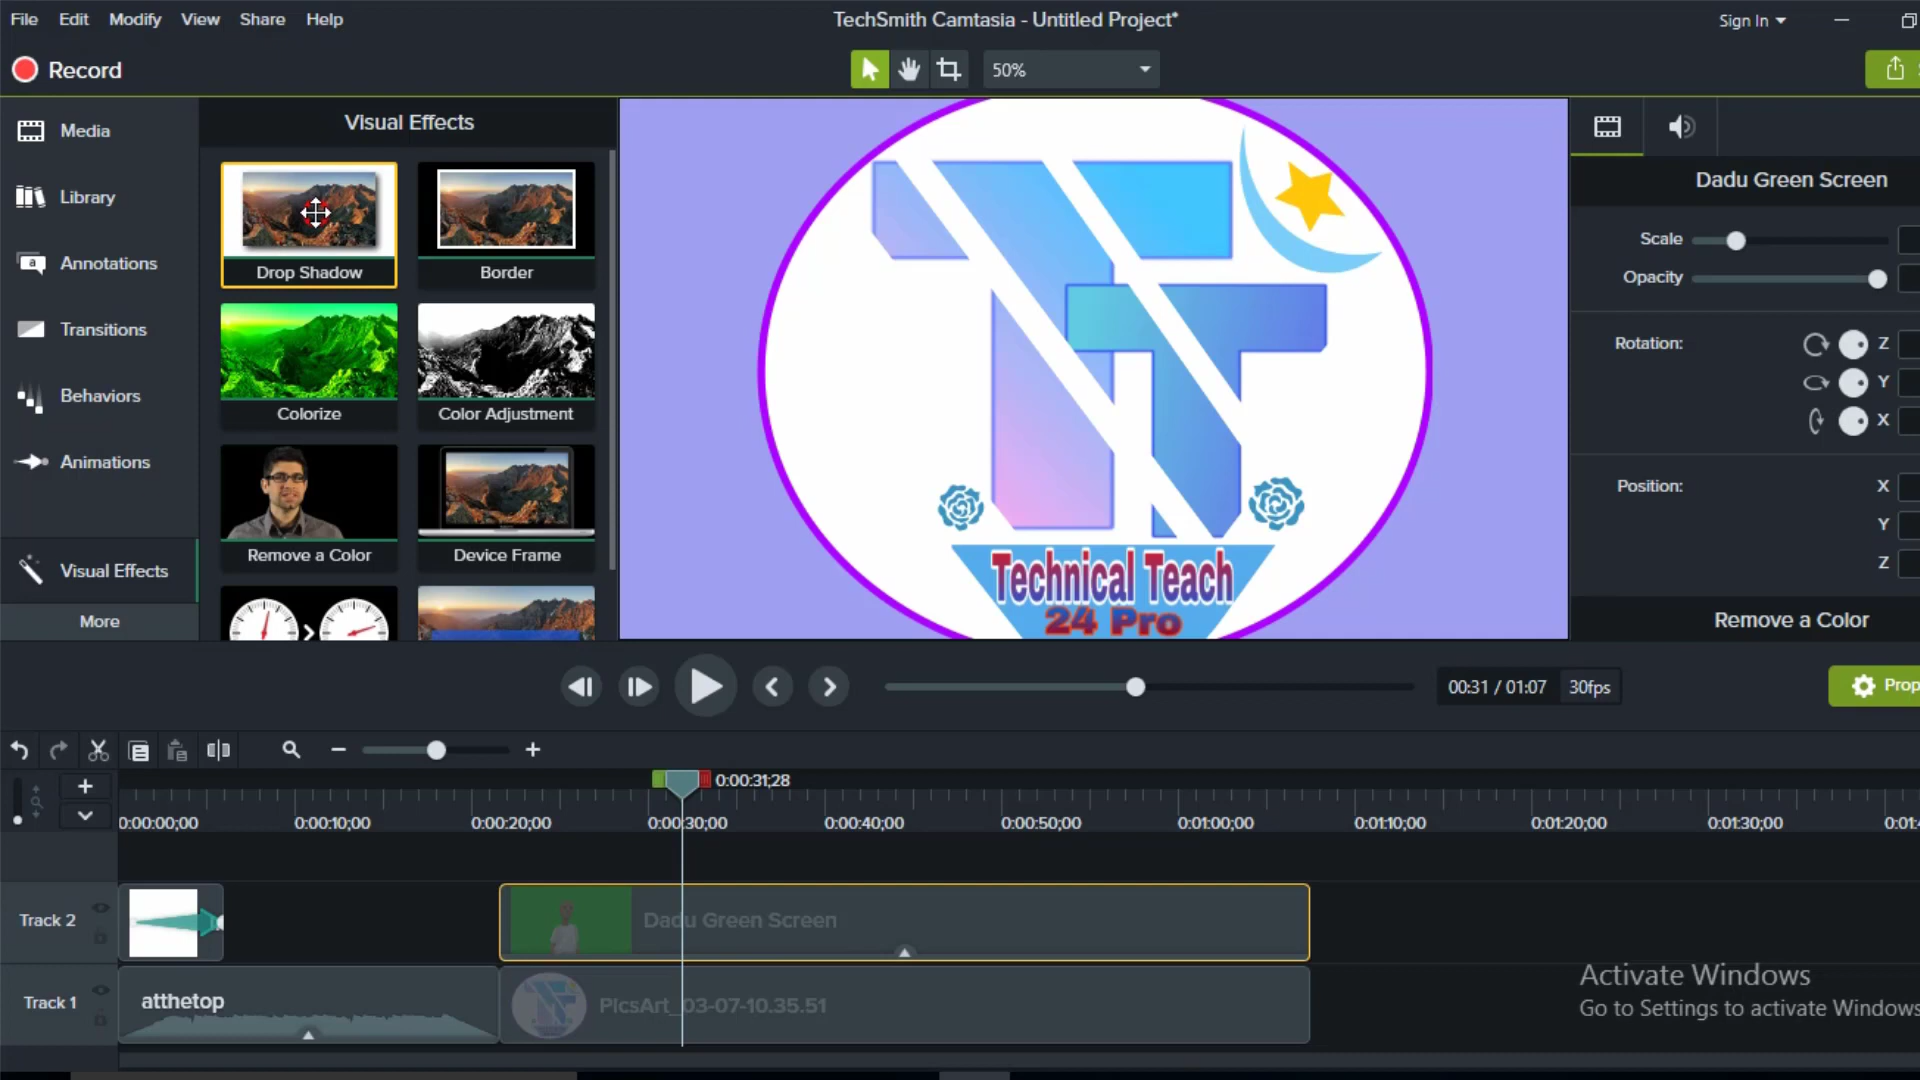 File Edit Modify View Share Help
TechSmith Camtasia - Untitled Project*
Sign In
Record
50%
Media
Library
Annotations
Transitions
Behaviors
Animations
Visual Effects
More
Visual Effects
Drop Shadow
Border
Colorize
Color Adjustment
Remove a Color
Device Frame
Technical Teach
24 Pro
Dadu Green Screen
Scale
Opacity
Rotation:
Z
Y
X
Position:
X
Y
Z
Remove a Color
00:31 / 01:07
30fps
Prop
0:00:31;28
0:00:00;00
0:00:10;00
0:00:20;00
0:00:30;00
0:00:40;00
0:00:50;00
0:01:00;00
0:01:10;00
0:01:20;00
0:01:30;00
0:01:4
Track 2
Dadu Green Screen
Track 1
atthetop
PicsArt_03-07-10.35.51
Activate Windows
Go to Settings to activate Windows